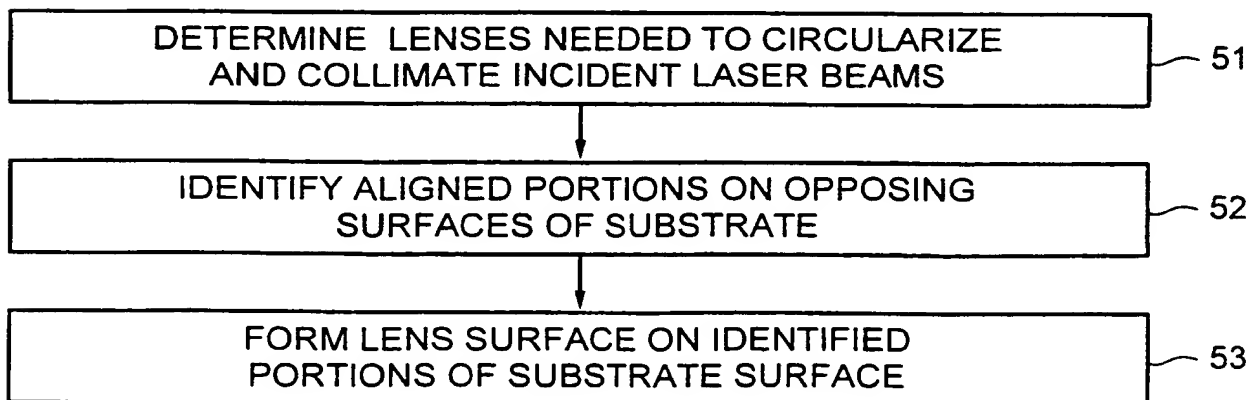 DETERMINE LENSES NEEDED TO CIRCULARIZE
AND COLLIMATE INCIDENT LASER BEAMS
51
IDENTIFY ALIGNED PORTIONS ON OPPOSING
SURFACES OF SUBSTRATE
52
FORM LENS SURFACE ON IDENTIFIED
PORTIONS OF SUBSTRATE SURFACE
53